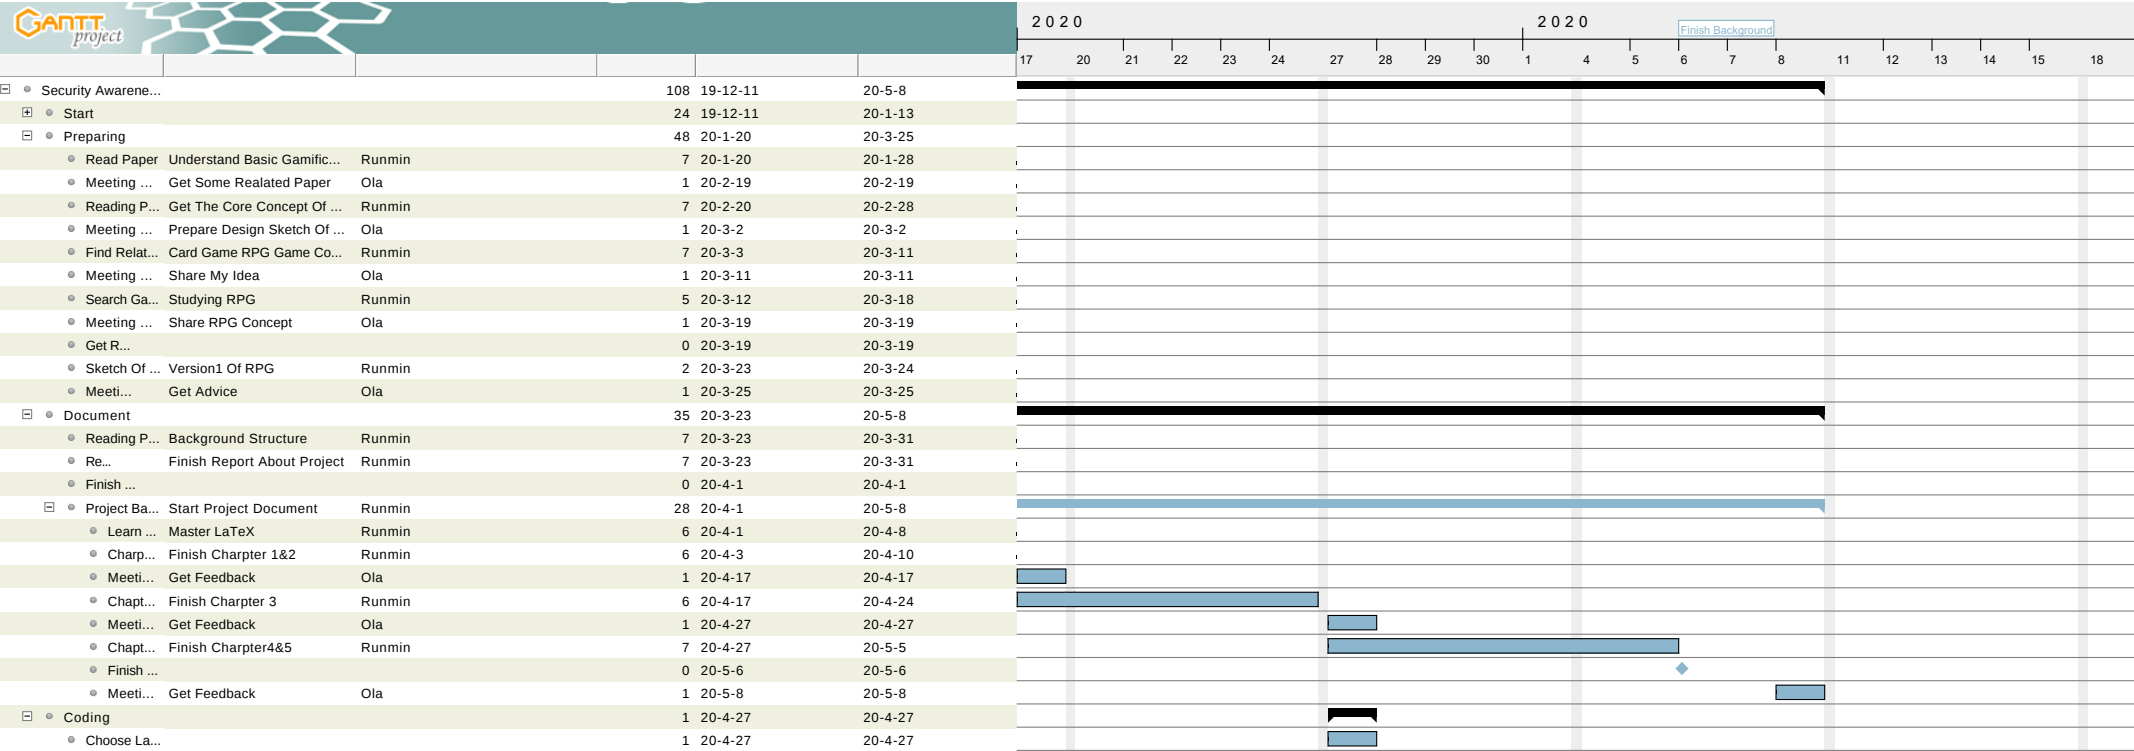 GANTT
project
2020 2020
Finish Background
17 20 21 22 23 24 27 28 29 30 1 4 5 6 7 8 11 12 13 14 15 18
Security Awarene... 108 19-12-11 20-5-8
Start 24 19-12-11 20-1-13
Preparing 48 20-1-20 20-3-25
Read Paper Understand Basic Gamific... Runmin 7 20-1-20 20-1-28
Meeting ... Get Some Realated Paper Ola 1 20-2-19 20-2-19
Reading P... Get The Core Concept Of ... Runmin 7 20-2-20 20-2-28
Meeting ... Prepare Design Sketch Of ... Ola 1 20-3-2 20-3-2
Find Relat... Card Game RPG Game Co... Runmin 7 20-3-3 20-3-11
Meeting ... Share My Idea Ola 1 20-3-11 20-3-11
Search Ga... Studying RPG Runmin 5 20-3-12 20-3-18
Meeting ... Share RPG Concept Ola 1 20-3-19 20-3-19
Get R... 0 20-3-19 20-3-19
Sketch Of ... Version1 Of RPG Runmin 2 20-3-23 20-3-24
Meeti... Get Advice Ola 1 20-3-25 20-3-25
Document 35 20-3-23 20-5-8
Reading P... Background Structure Runmin 7 20-3-23 20-3-31
Re... Finish Report About Project Runmin 7 20-3-23 20-3-31
Finish ... 0 20-4-1 20-4-1
Project Ba... Start Project Document Runmin 28 20-4-1 20-5-8
Learn ... Master LaTeX Runmin 6 20-4-1 20-4-8
Charp... Finish Charpter 1&2 Runmin 6 20-4-3 20-4-10
Meeti... Get Feedback Ola 1 20-4-17 20-4-17
Chapt... Finish Charpter 3 Runmin 6 20-4-17 20-4-24
Meeti... Get Feedback Ola 1 20-4-27 20-4-27
Chapt... Finish Charpter4&5 Runmin 7 20-4-27 20-5-5
Finish ... 0 20-5-6 20-5-6
Meeti... Get Feedback Ola 1 20-5-8 20-5-8
Coding 1 20-4-27 20-4-27
Choose La... 1 20-4-27 20-4-27